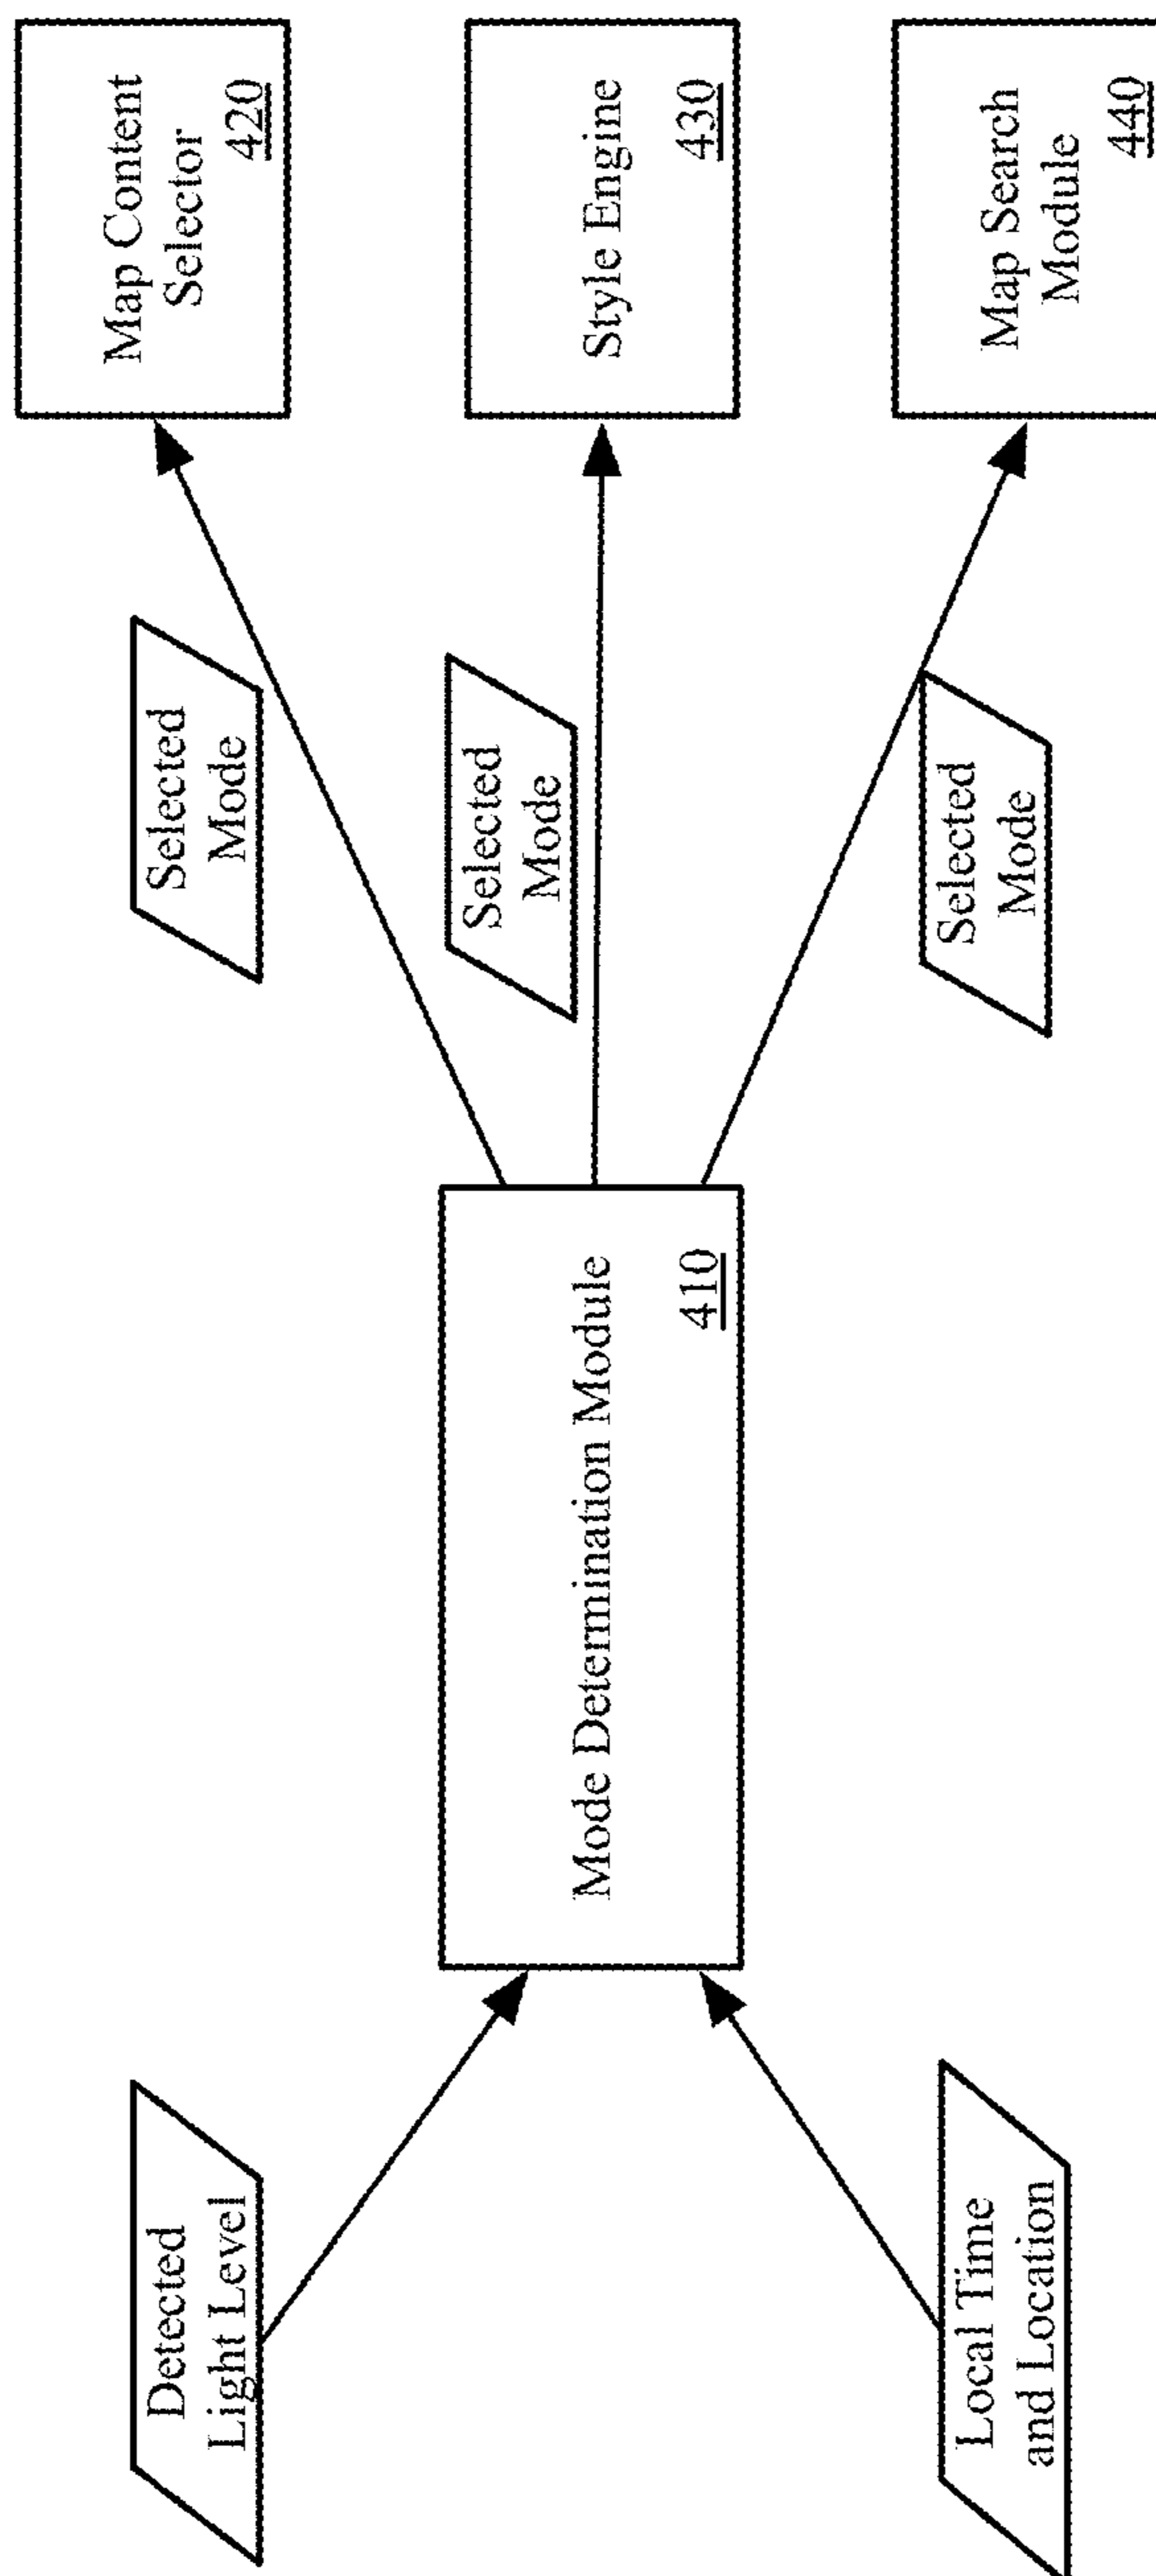 Detected
Light Level
Local Time
and Location
Mode Determination Module
410
Selected
Mode
Selected
Mode
Selected
Mode
Map Content
Selector
420
Style Engine
430
Map Search
Module
440